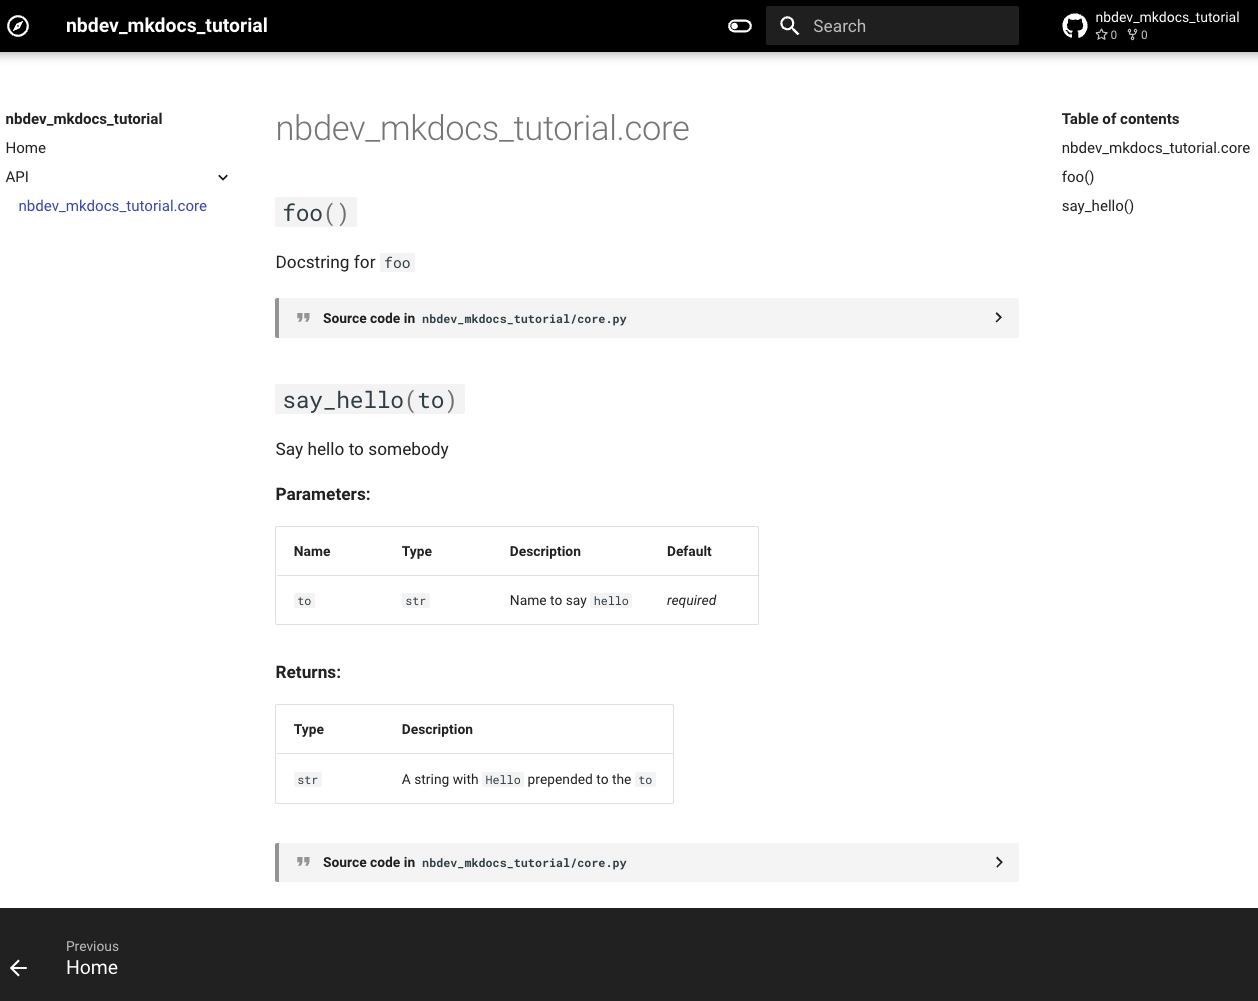 nbdev_mkdocs_tutorial
Search
nbdev_mkdocs_tutorial
0 0
nbdev_mkdocs_tutorial
Home
API
nbdev_mkdocs_tutorial.core
nbdev_mkdocs_tutorial.core
foo()
Docstring for foo
Source code in nbdev_mkdocs_tutorial/core.py
say_hello(to)
Say hello to somebody
Parameters:
Name Type Description Default
to str Name to say hello required
Returns:
Type Description
str A string with Hello prepended to the to
Source code in nbdev_mkdocs_tutorial/core.py
Table of contents
nbdev_mkdocs_tutorial.core
foo()
say_hello()
Previous
Home